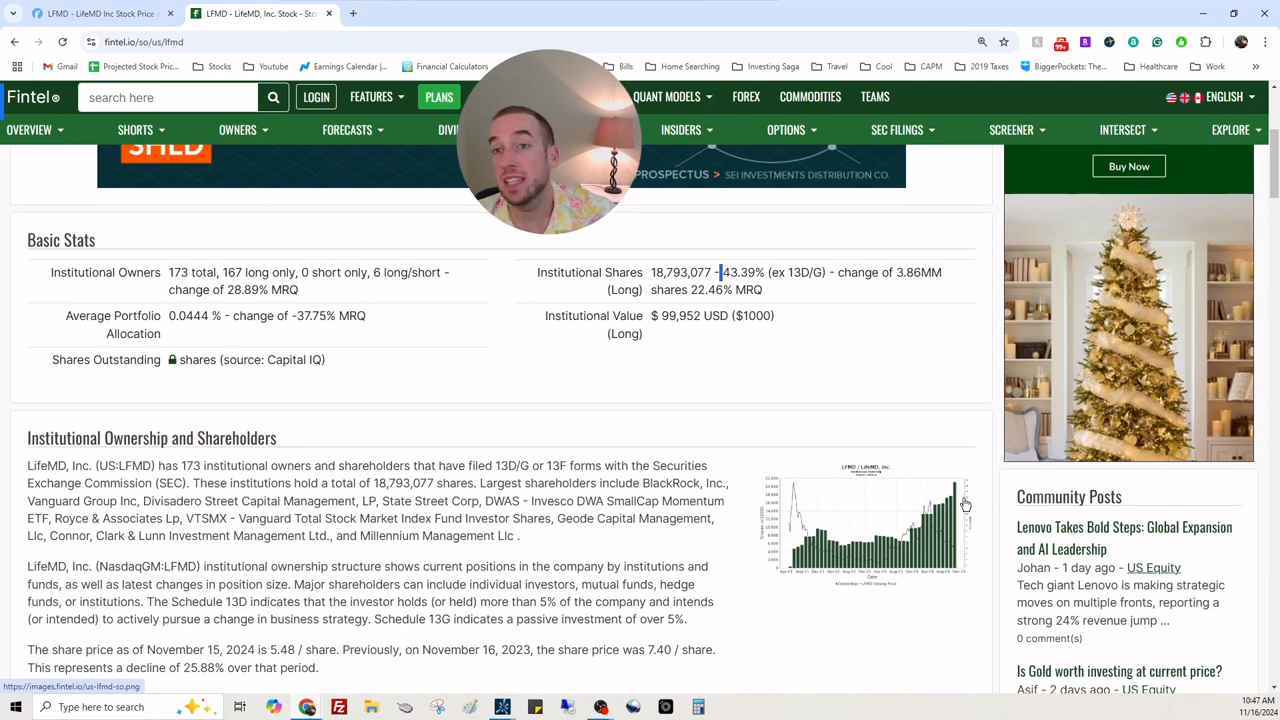 LFMD - LifeMD Inc Stock Price
LFMD - LifeMD, Inc. Stock - Sto
fintel.io/so/us/lfmd
Gmail
Projected Stock Pric...
Stocks
Youtube
Earnings Calendar
Financial Calculators
Bills
Home Searching
Investing Saga
Travel
Cool
CAPM
2019 Taxes
BiggerPockets: The...
Healthcare
Work
Fintel
search here
LOGIN
FEATURES
PLANS
QUANT MODELS
FOREX
COMMODITIES
TEAMS
ENGLISH
OVERVIEW
SHORTS
OWNERS
FORECASTS
INSIDERS
OPTIONS
SEC FILINGS
SCREENER
INTERSECT
EXPLORE
SHED
PROSPECTUS > SEI INVESTMENTS DISTRIBUTION CO.
Buy Now
Basic Stats
Institutional Owners 173 total, 167 long only, 0 short only, 6 long/short -
change of 28.89% MRQ
Average Portfolio 0.0444 % - change of -37.75% MRQ
Allocation
Shares Outstanding shares (source: Capital IQ)
Institutional Shares 18,793,077 - 43.39% (ex 13D/G) - change of 3.86MM
(Long) shares 22.46% MRQ
Institutional Value $ 99,952 USD ($1000)
(Long)
Institutional Ownership and Shareholders
LifeMD, Inc. (US:LFMD) has 173 institutional owners and shareholders that have filed 13D/G or 13F forms with the Securities
Exchange Commission (SEC). These institutions hold a total of 18,793,077 shares. Largest shareholders include BlackRock, Inc.,
Vanguard Group Inc, Divisadero Street Capital Management, LP, State Street Corp, DWAS - Invesco DWA SmallCap Momentum
ETF, Royce & Associates Lp, VTSMX - Vanguard Total Stock Market Index Fund Investor Shares, Geode Capital Management,
Llc, Connor, Clark & Lunn Investment Management Ltd., and Millennium Management Llc .
LifeMD, Inc. (NasdaqGM:LFMD) institutional ownership structure shows current positions in the company by institutions and
funds, as well as latest changes in position size. Major shareholders can include individual investors, mutual funds, hedge
funds, or institutions. The Schedule 13D indicates that the investor holds (or held) more than 5% of the company and intends
(or intended) to actively pursue a change in business strategy. Schedule 13G indicates a passive investment of over 5%.
The share price as of November 15, 2024 is 5.48 / share. Previously, on November 16, 2023, the share price was 7.40 / share.
This represents a decline of 25.88% over that period.
LFMD / LifeMD, Inc.
Community Posts
Lenovo Takes Bold Steps: Global Expansion
and AI Leadership
Johan - 1 day ago - US Equity
Tech giant Lenovo is making strategic
moves on multiple fronts, reporting a
strong 24% revenue jump ...
0 comment(s)
Is Gold worth investing at current price?
Asif - 2 days ago - US Equity
https://images.fintel.io/us-lfmd-so.png
Type here to search
10:47 AM
11/16/2024